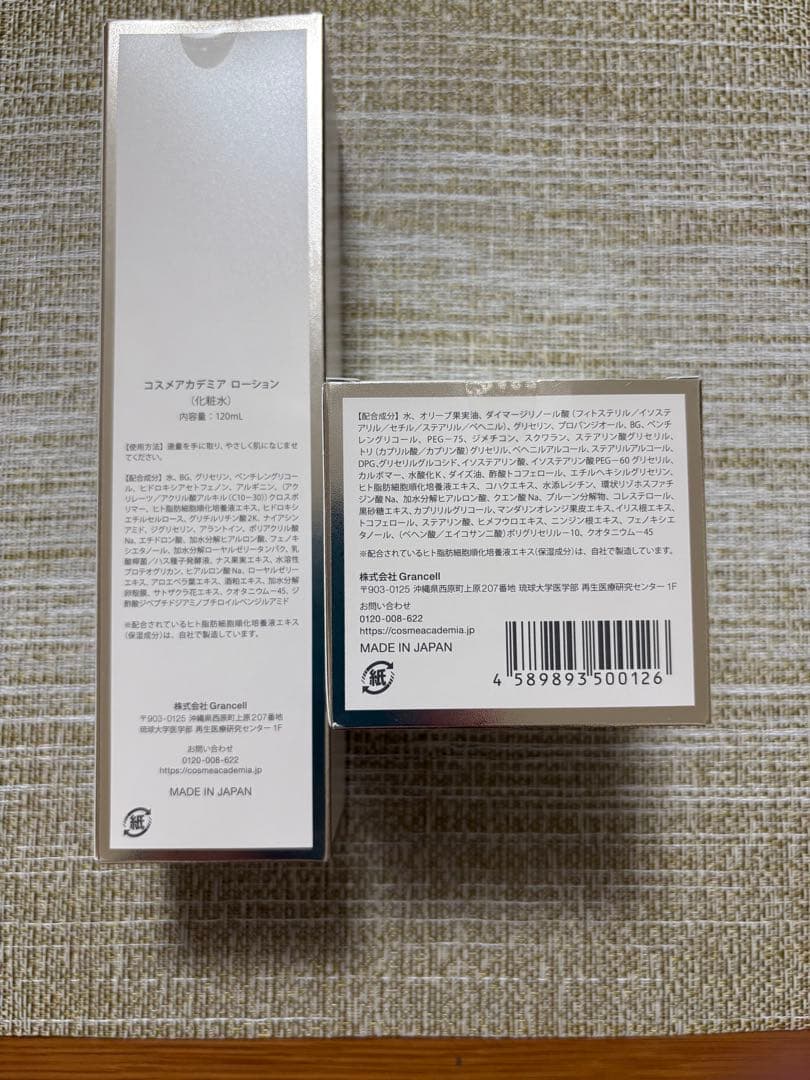 コスメアカデミア ローション
（化粧水）
内容量：120mL
【使用方法】適量を手に取り、やさしく肌になじませ
てください。
【配合成分】水、BG、グリセリン、ペンチレングリコー
ル、ヒドロキシアセトフェノン、アルギニン、（アク
リレーツ／アクリル酸アルキル（C10－30））クロスポ
リマー、ヒト脂肪細胞順化培養液エキス、ヒドロキシ
エチルセルロース、グリチルリチン酸2K、ナイアシン
アミド、ジグリセリン、アラントイン、ポリアクリル酸
Na、エチドロン酸、加水分解ヒアルロン酸、フェノキ
シエタノール、加水分解ローヤルゼリータンパク、乳
酸桿菌／ハス種子発酵液、ナス果実エキス、水溶性
プロテオグリカン、ヒアルロン酸Na、ローヤルゼリー
エキス、アロエベラ葉エキス、酒粕エキス、加水分解
卵殻膜、サトザクラ花エキス、クオタニウム－45、ジ
酢酸ジペプチドジアミノブチロイルベンジルアミド
※配合されているヒト脂肪細胞順化培養液エキス
（保湿成分）は、自社で製造しています。
株式会社 Grancell
〒903-0125 沖縄県西原町上原207番地
琉球大学医学部 再生医療研究センター 1F
お問い合わせ
0120-008-622
https://cosmeacademia.jp
MADE IN JAPAN
紙
【配合成分】水、オリーブ果実油、ダイマージリノール酸（フィトステリル／イソステ
アリル／セチル／ステアリル／ベヘニル）、グリセリン、プロパンジオール、BG、ペンチ
レングリコール、PEG－75、ジメチコン、スクワラン、ステアリン酸グリセリル、
トリ（カプリル酸／カプリン酸）グリセリル、ベヘニルアルコール、ステアリルアルコール、
DPG、グリセリルグルコシド、イソステアリン酸、イソステアリン酸PEG－60グリセリル、
カルボマー、水酸化K、ダイズ油、酢酸トコフェロール、エチルヘキシルグリセリン、
ヒト脂肪細胞順化培養液エキス、コハクエキス、水添レシチン、環状リゾホスファチ
ジン酸Na、加水分解ヒアルロン酸、クエン酸Na、プルーン分解物、コレステロール、
黒砂糖エキス、カプリリルグリコール、マンダリンオレンジ果皮エキス、イリス根エキス、
トコフェロール、ステアリン酸、ヒメフウロエキス、ニンジン根エキス、フェノキシエ
タノール、（ベヘン酸／エイコサン二酸）ポリグリセリル－10、クオタニウム－45
※配合されているヒト脂肪細胞順化培養液エキス（保湿成分）は、自社で製造しています。
株式会社 Grancell
〒903-0125 沖縄県西原町上原207番地 琉球大学医学部 再生医療研究センター 1F
お問い合わせ
0120-008-622
https://cosmeacademia.jp
MADE IN JAPAN
紙
4 589893 500126